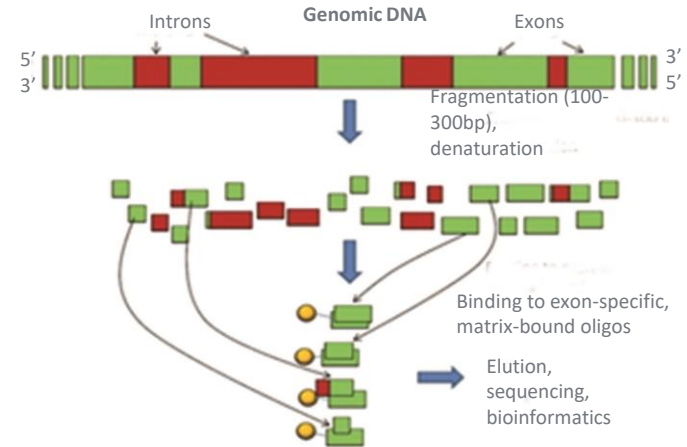 Genomic DNA
Introns
Exons
5’
3’
3’
5’
Fragmentation (100-
300bp),
denaturation
Binding to exon-specific,
matrix-bound oligos
Elution,
sequencing,
bioinformatics